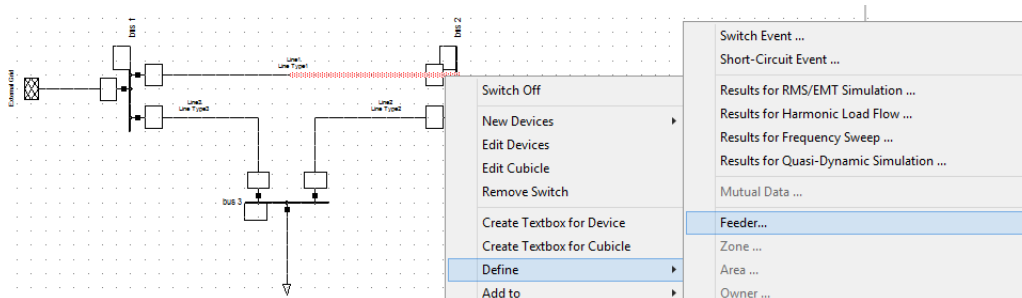 bus 1
bus 2
External Grid
Line1
Line Type1
Line3
Line Type3
Line2
Line Type2
bus 3
Switch Off
New Devices
Edit Devices
Edit Cubicle
Remove Switch
Create Textbox for Device
Create Textbox for Cubicle
Define
Add to
Switch Event ...
Short-Circuit Event ...
Results for RMS/EMT Simulation ...
Results for Harmonic Load Flow ...
Results for Frequency Sweep ...
Results for Quasi-Dynamic Simulation ...
Mutual Data ...
Feeder...
Zone ...
Area ...
Owner ...